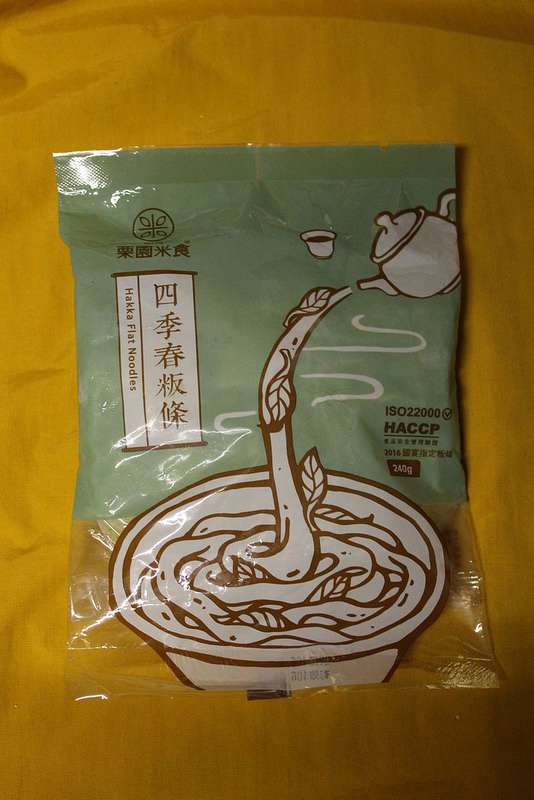 栗園米食
四季春粄條
Hakka Flat Noodles
ISO22000
HACCP
食品安全管理驗證
2016 國宴指定粄條
240g